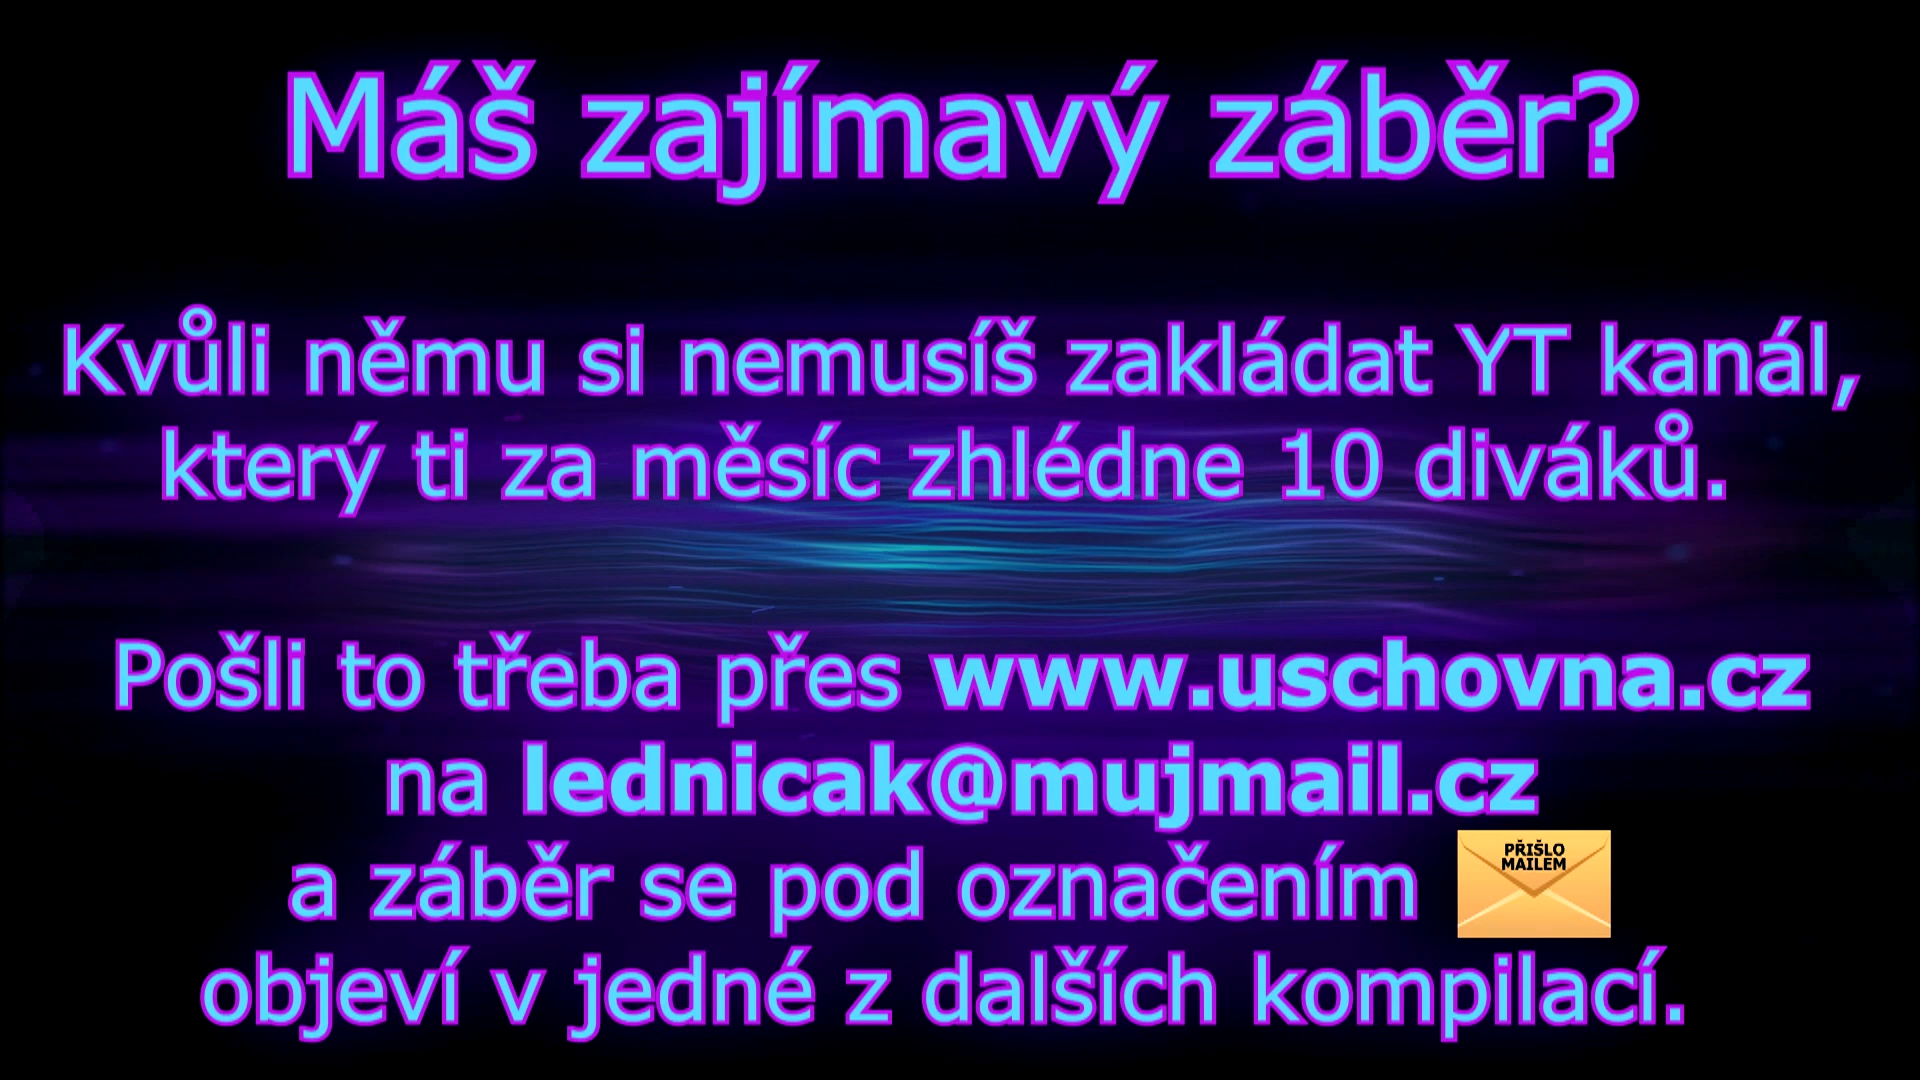 Máš zajímavý záběr?
Kvůli němu si nemusíš zakládat YT kanál,
který ti za měsíc zhlédne 10 diváků.
Pošli to třeba přes www.uschovna.cz
na lednicak@mujmail.cz
a záběr se pod označením
PŘIŠLO
MAILEM
objeví v jedné z dalších kompilací.